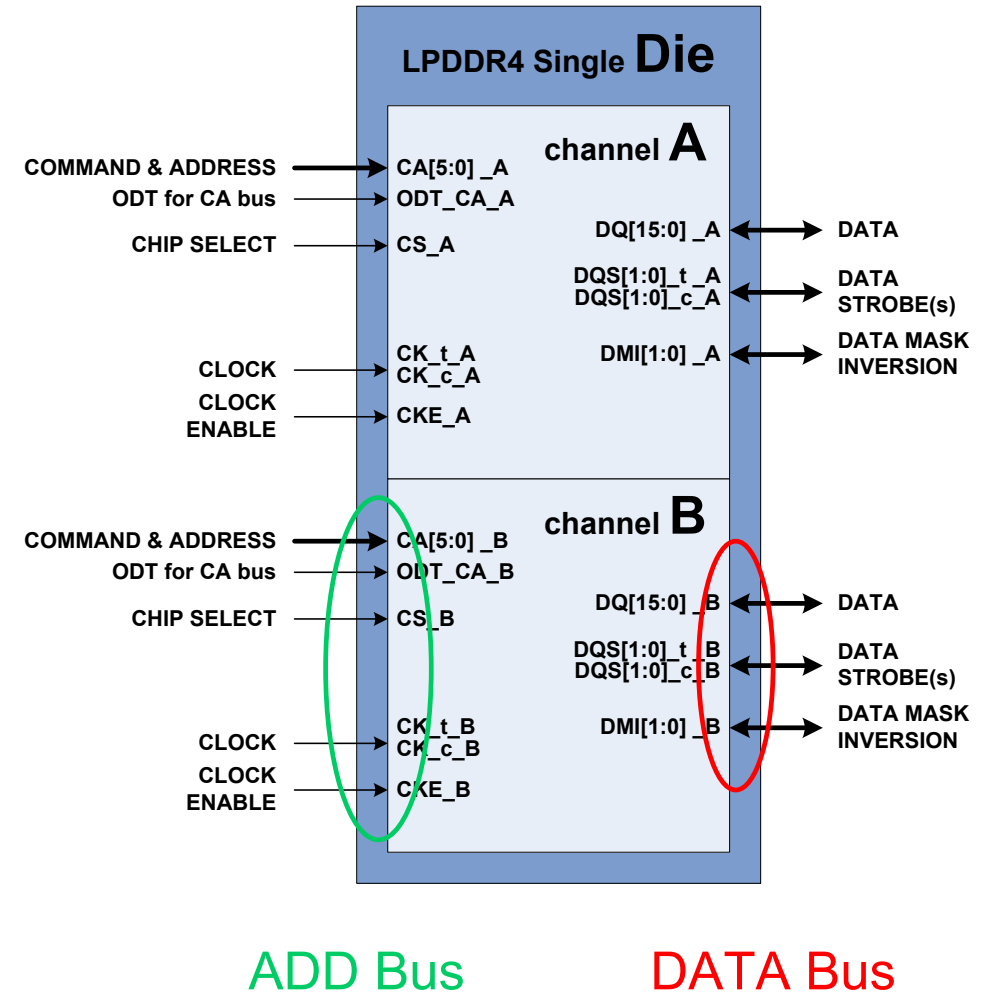 LPDDR4 Single Die
channel A
COMMAND & ADDRESS
CA[5:0] _A
ODT for CA bus
ODT_CA_A
CHIP SELECT
CS_A
DQ[15:0] _A
DATA
DQS[1:0]_t _A
DQS[1:0]_c_A
DATA
STROBE(s)
CLOCK
CK_t_A
CK_c_A
DMI[1:0] _A
DATA MASK
INVERSION
CLOCK
ENABLE
CKE_A
channel B
COMMAND & ADDRESS
CA[5:0] _B
ODT for CA bus
ODT_CA_B
CHIP SELECT
CS_B
DQ[15:0] _B
DATA
DQS[1:0]_t _B
DQS[1:0]_c_B
DATA
STROBE(s)
CLOCK
CK_t_B
CK_c_B
DMI[1:0] _B
DATA MASK
INVERSION
CLOCK
ENABLE
CKE_B
ADD Bus
DATA Bus